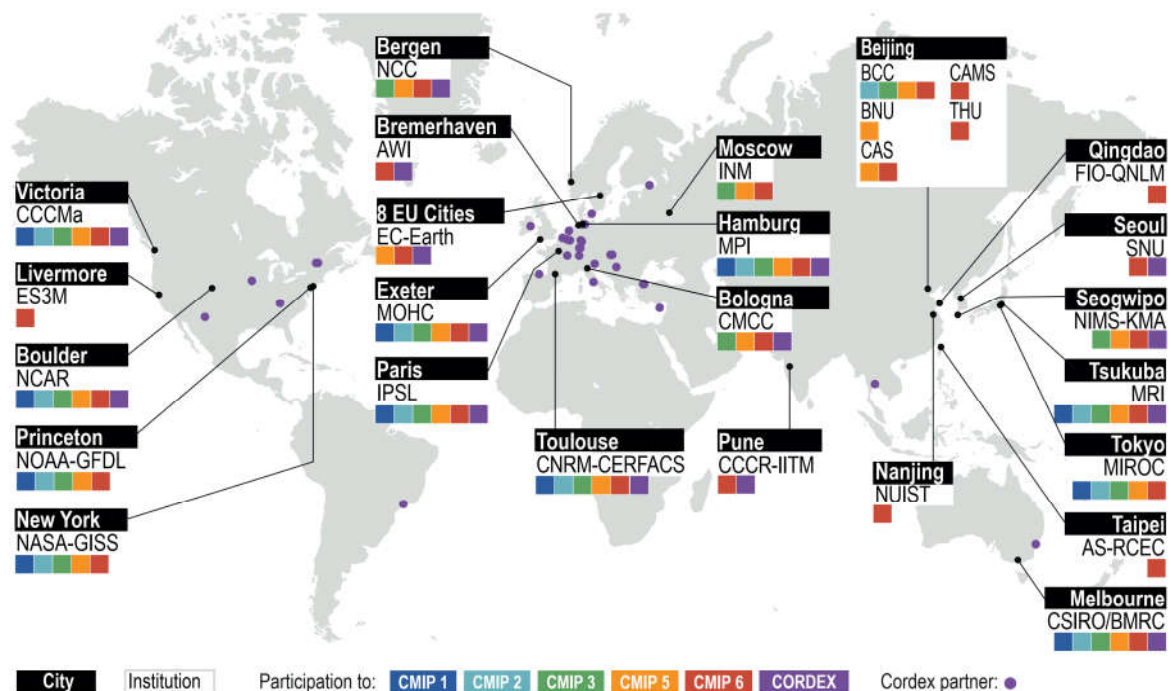 Bergen
NCC
Bremerhaven
AWI
8 EU Cities
EC-Earth
Exeter
MOHC
Paris
IPSL
Victoria
CCCMa
Livermore
ES3M
Boulder
NCAR
Princeton
NOAA-GFDL
New York
NASA-GISS
Toulouse
CNRM-CERFACS
Moscow
INM
Hamburg
MPI
Bologna
CMCC
Pune
CCCR-IITM
Beijing
BCC CAMS
BNU THU
CAS
Nanjing
NUIST
Qingdao
FIO-QNLM
Seoul
SNU
Seogwipo
NIMS-KMA
Tsukuba
MRI
Tokyo
MIROC
Taipei
AS-RCEC
Melbourne
CSIRO/BMRC
City Institution Participation to: CMIP 1 CMIP 2 CMIP 3 CMIP 5 CMIP 6 CORDEX Cordex partner: